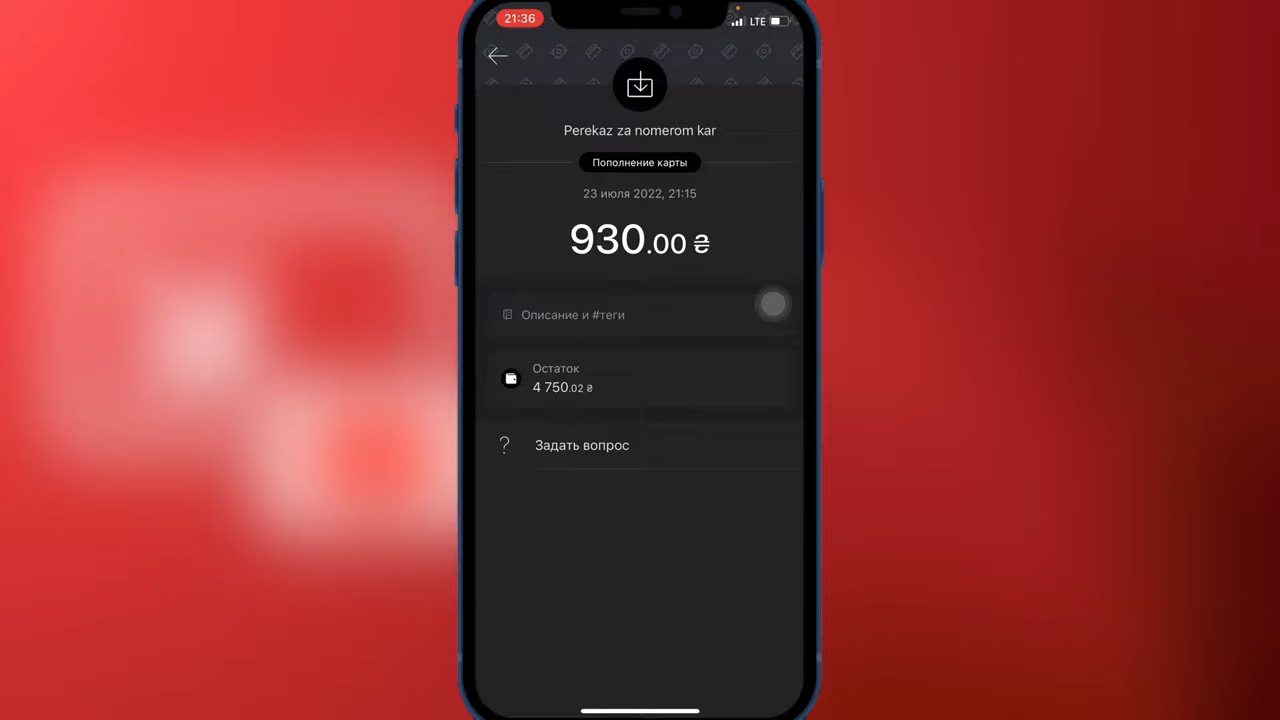 21:36
LTE
Perekaz za nomerom kar
Пополнение карты
23 июля 2022, 21:15
930.00 ₴
Описание и #теги
Остаток
4 750.02 ₴
? Задать вопрос